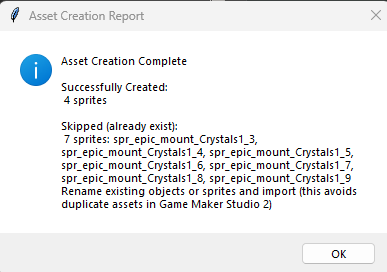 Asset Creation Report
Asset Creation Complete
Successfully Created:
4 sprites
Skipped (already exist):
7 sprites: spr_epic_mount_Crystals1_3,
spr_epic_mount_Crystals1_4, spr_epic_mount_Crystals1_5,
spr_epic_mount_Crystals1_6, spr_epic_mount_Crystals1_7,
spr_epic_mount_Crystals1_8, spr_epic_mount_Crystals1_9
Rename existing objects or sprites and import (this avoids
duplicate assets in Game Maker Studio 2)
OK